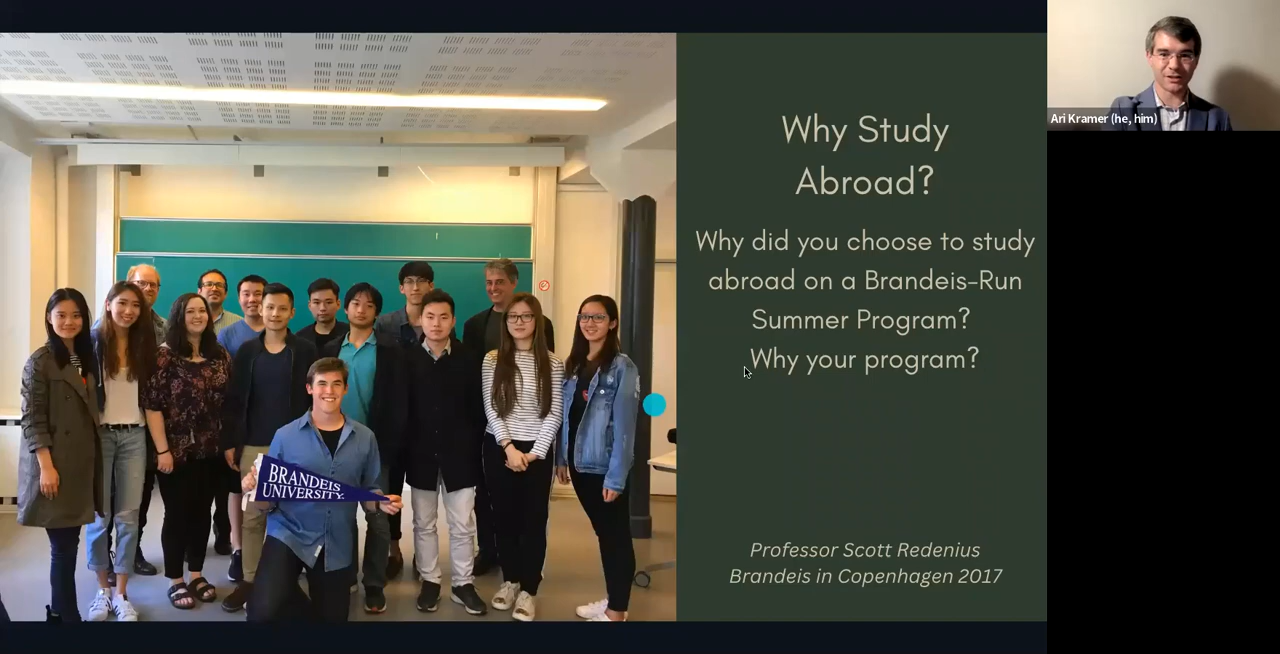 Why Study
Abroad?
Why did you choose to study
abroad on a Brandeis-Run
Summer Program?
Why your program?
Professor Scott Redenius
Brandeis in Copenhagen 2017
BRANDEIS
UNIVERSITY
Ari Kramer (he, him)